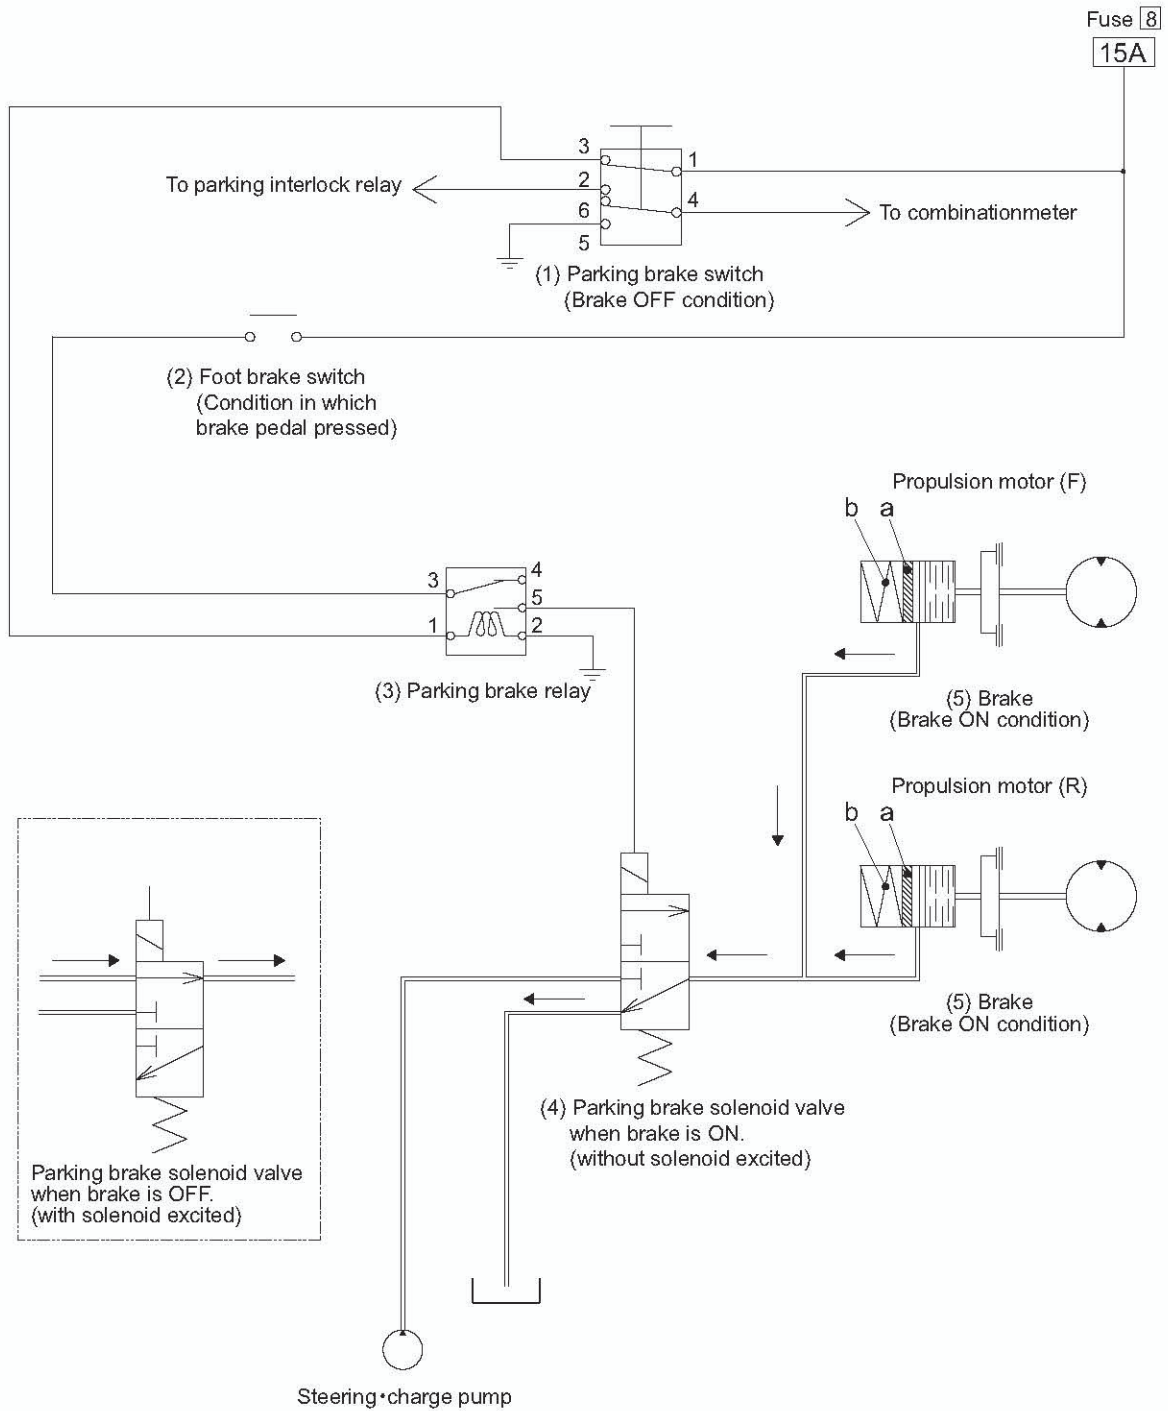 Fuse 8
15A
3
1
To parking interlock relay
2
6
4
To combinationmeter
5
(1) Parking brake switch
(Brake OFF condition)
(2) Foot brake switch
(Condition in which
brake pedal pressed)
Propulsion motor (F)
b a
3
4
5
1
2
(3) Parking brake relay
(5) Brake
(Brake ON condition)
Propulsion motor (R)
b a
(5) Brake
(Brake ON condition)
(4) Parking brake solenoid valve
when brake is ON.
(without solenoid excited)
Parking brake solenoid valve
when brake is OFF.
(with solenoid excited)
Steering･charge pump